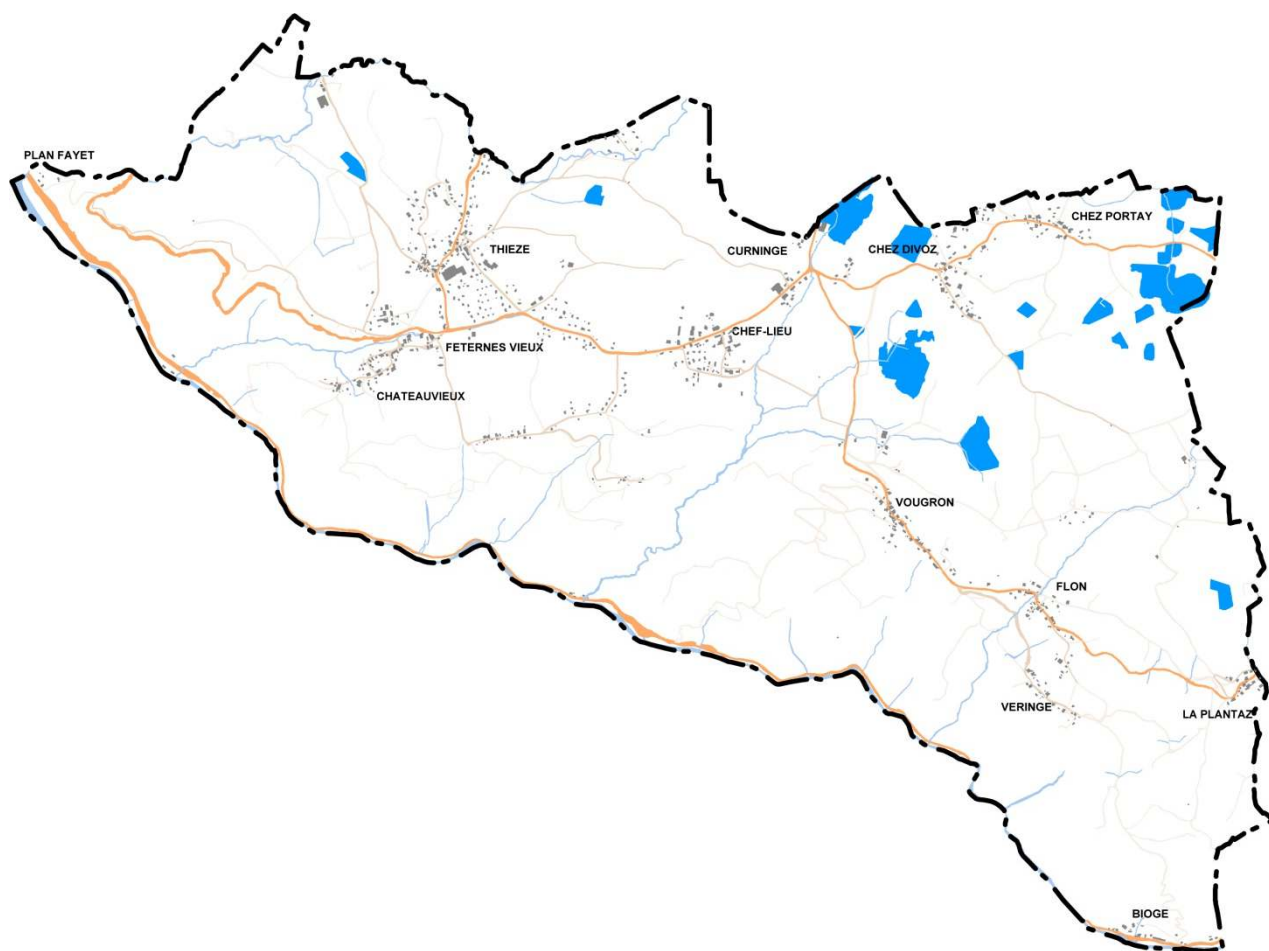 PLAN FAYET
CHEZ PORTAY
THIEZE
CURNINGE
CHEZ DIVOZ
CHEF-LIEU
FETERNES VIEUX
CHATEAUVIEUX
VOUGRON
FLON
VERINGE
LA PLANTAZ
BIOGE